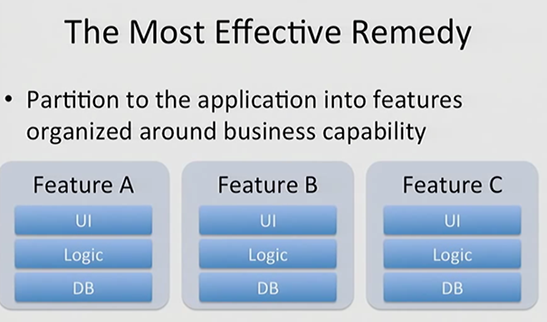 The Most Effective Remedy
• Partition to the application into features
organized around business capability
Feature A
UI
Logic
DB
Feature B
UI
Logic
DB
Feature C
UI
Logic
DB